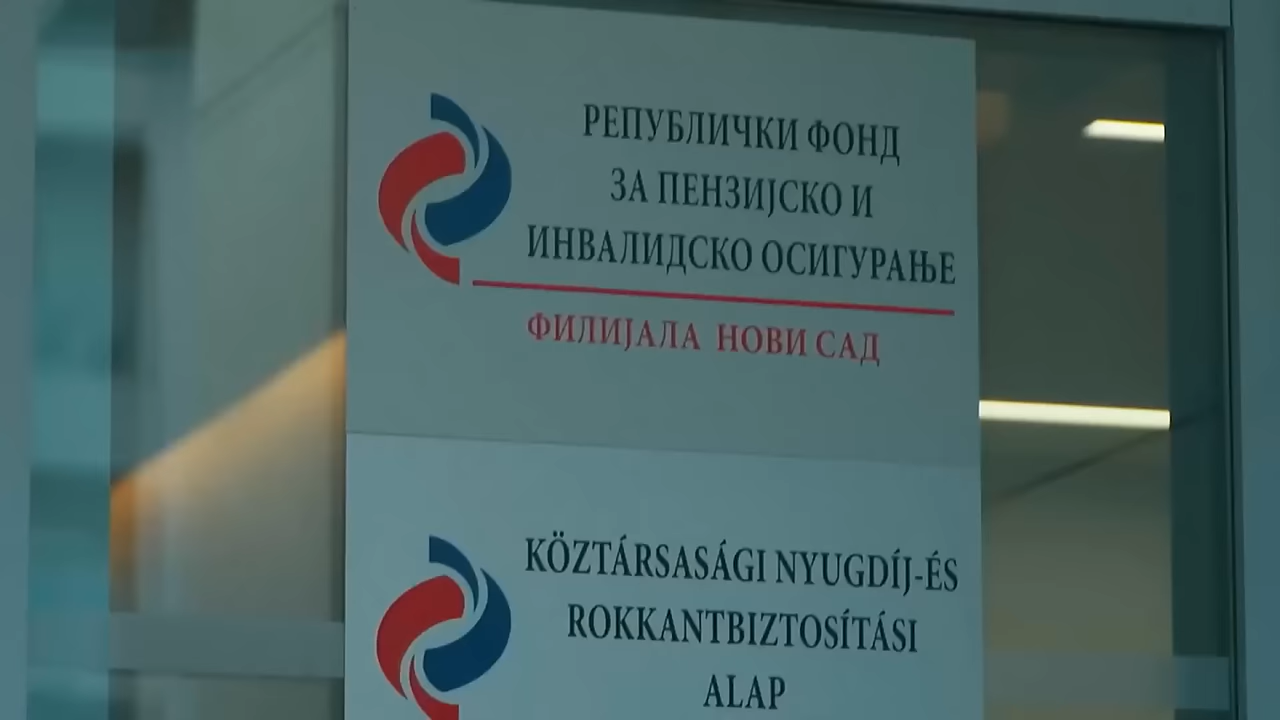 РЕПУБЛИЧКИ ФОНД
ЗА ПЕНЗИЈСКО И
ИНВАЛИДСКО ОСИГУРАЊЕ
ФИЛИЈАЛА НОВИ САД
KÖZTÁRSASÁGI NYUGDÍJ-ÉS
ROKKANTBIZTOSÍTÁSI
ALAP